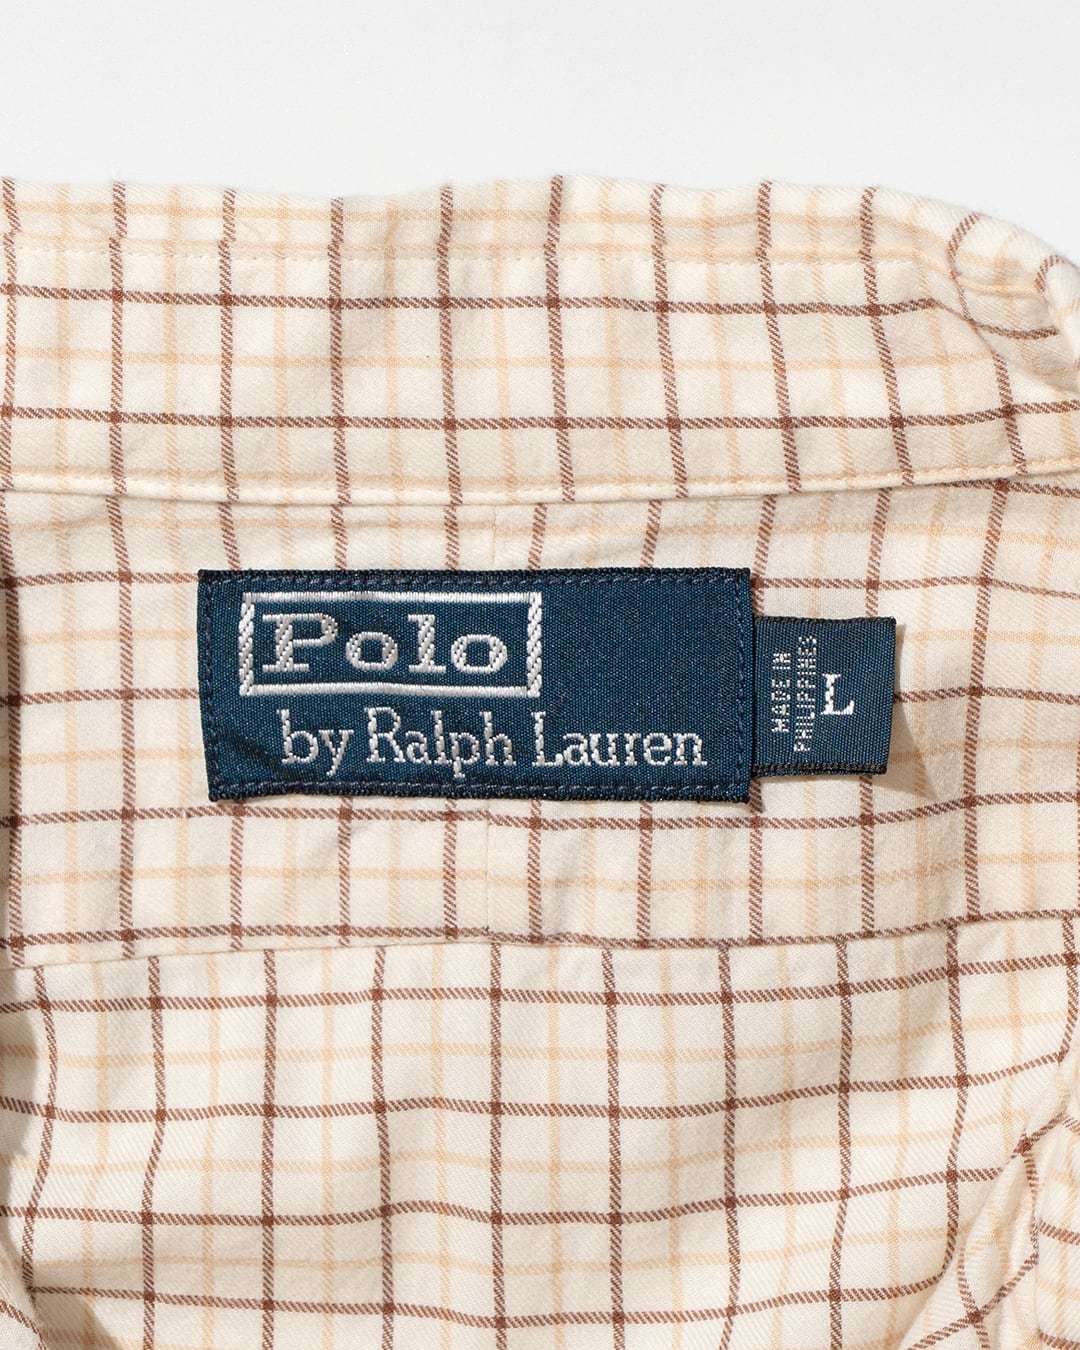 Polo
by Ralph Lauren
L
MADE IN
PHILIPPINES